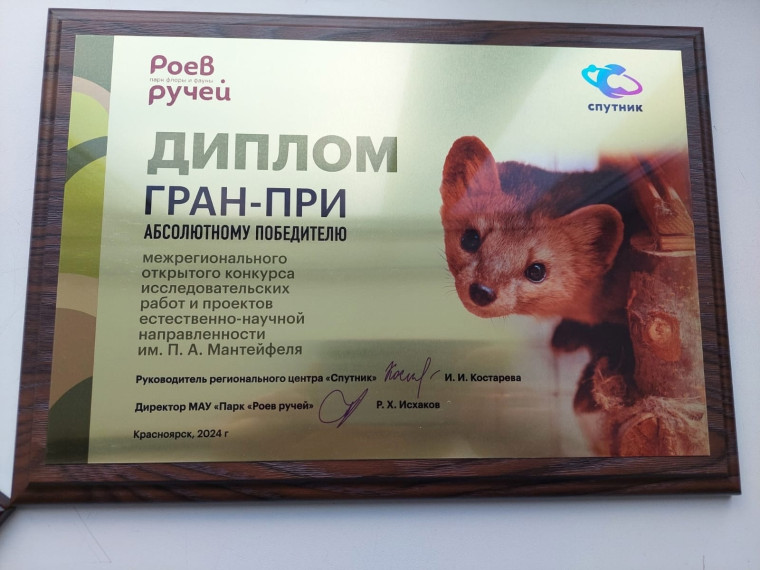 Роев
парк флоры и фауны
ручей
спутник
ДИПЛОМ
ГРАН-ПРИ
АБСОЛЮТНОМУ ПОБЕДИТЕЛЮ
межрегионального
открытого конкурса
исследовательских
работ и проектов
естественно-научной
направленности
им. П. А. Мантейфеля
Руководитель регионального центра «Спутник» И. И. Костарева
Директор МАУ «Парк «Роев ручей» Р. Х. Исхаков
Красноярск, 2024 г